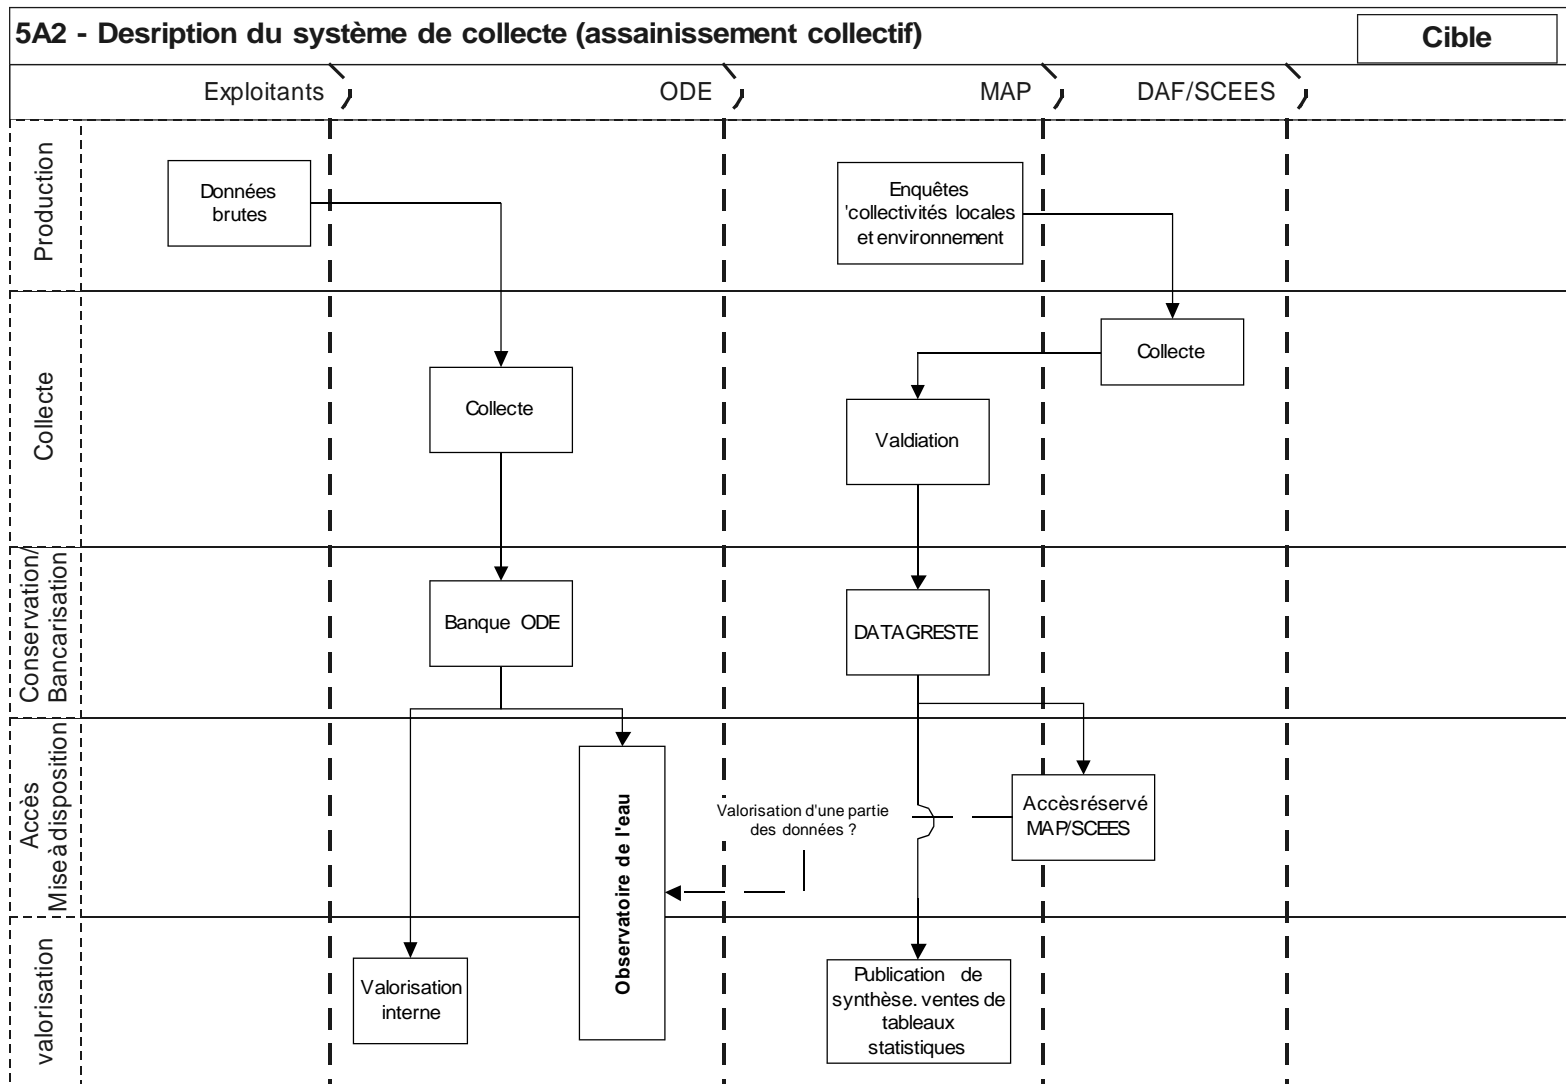 5A2 - Desription du système de collecte (assainissement collectif)
Cible
Exploitants
ODE
MAP
DAF/SCEES
Production
Données
brutes
Enquêtes
'collectivités locales
et environnement
Collecte
Collecte
Collecte
Valdiation
Conservation/
Bancarisation
Banque ODE
DATAGRESTE
Accès
Mise à disposition
Observatoire de l'eau
Valorisation d'une partie
des données ?
Accès réservé
MAP/SCEES
valorisation
Valorisation
interne
Publication de
synthèse. ventes de
tableaux
statistiques